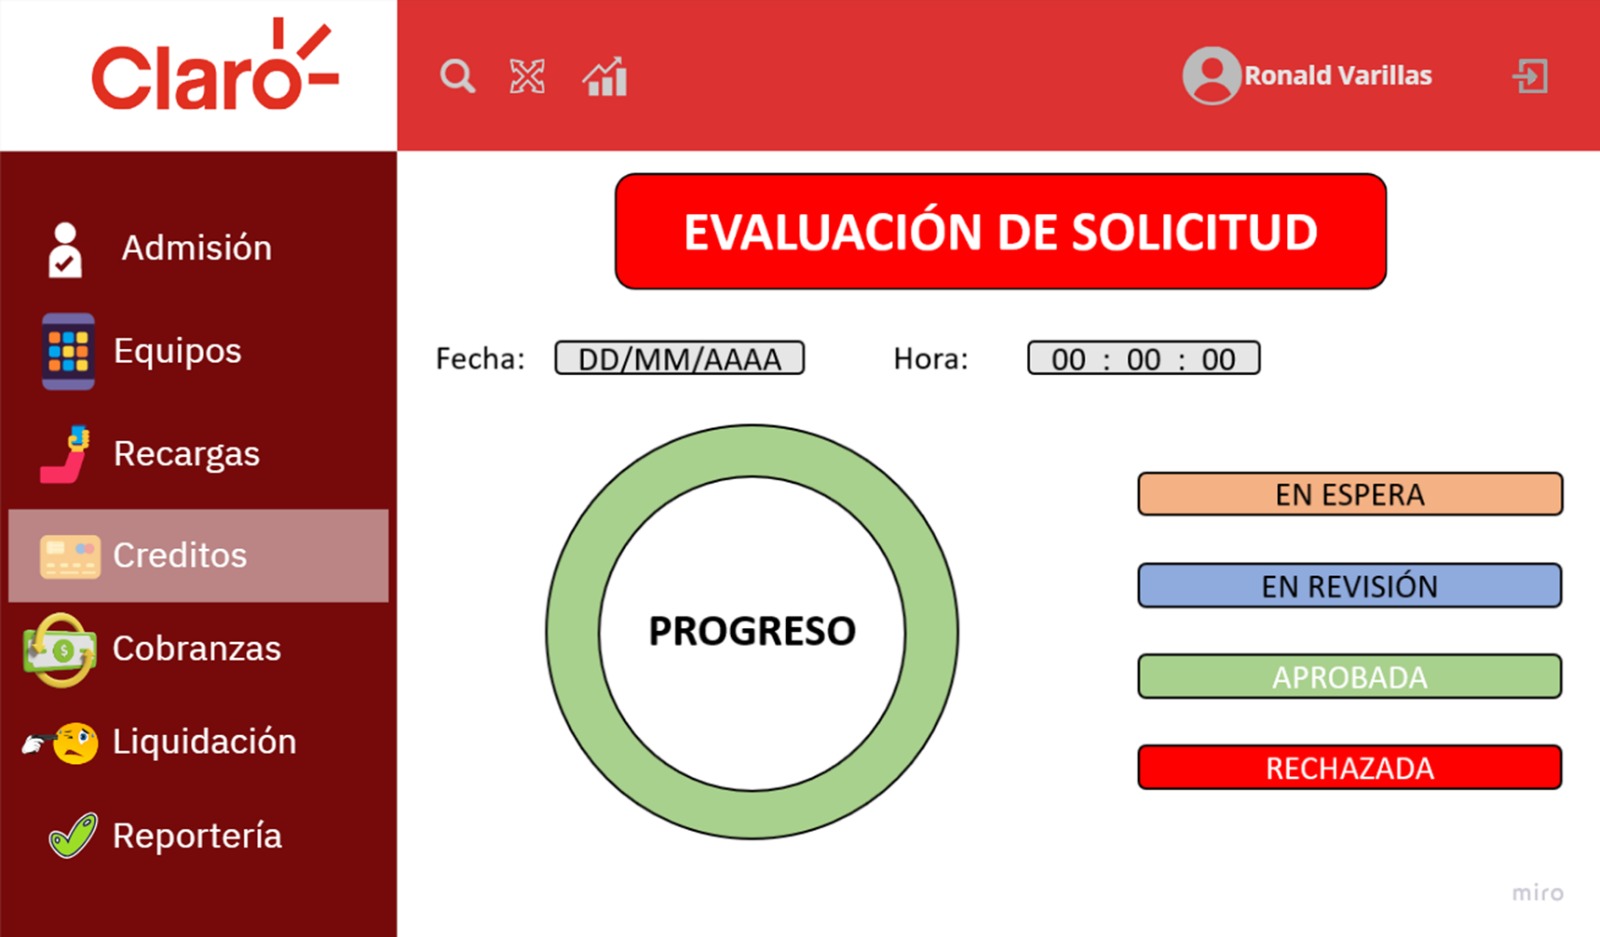 Claro
Ronald Varillas
Admisión
Equipos
Recargas
Creditos
Cobranzas
$
Liquidación
Reportería
EVALUACIÓN DE SOLICITUD
Fecha: DD/MM/AAAA Hora: 00 : 00 : 00
PROGRESO
EN ESPERA
EN REVISIÓN
APROBADA
RECHAZADA
miro